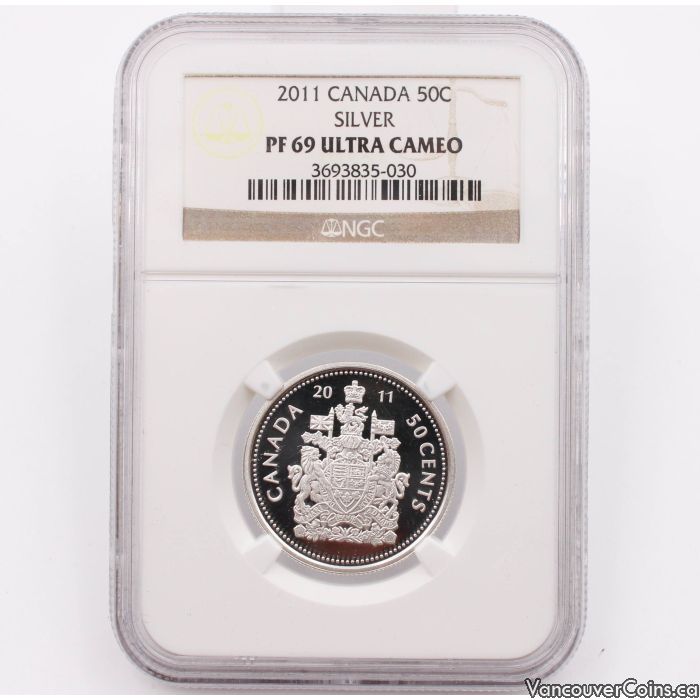 2011 CANADA 50C
SILVER
PF 69 ULTRA CAMEO
3693835-030
NGC
20 11
CANADA
50 CENTS
VancouverCoins.ca